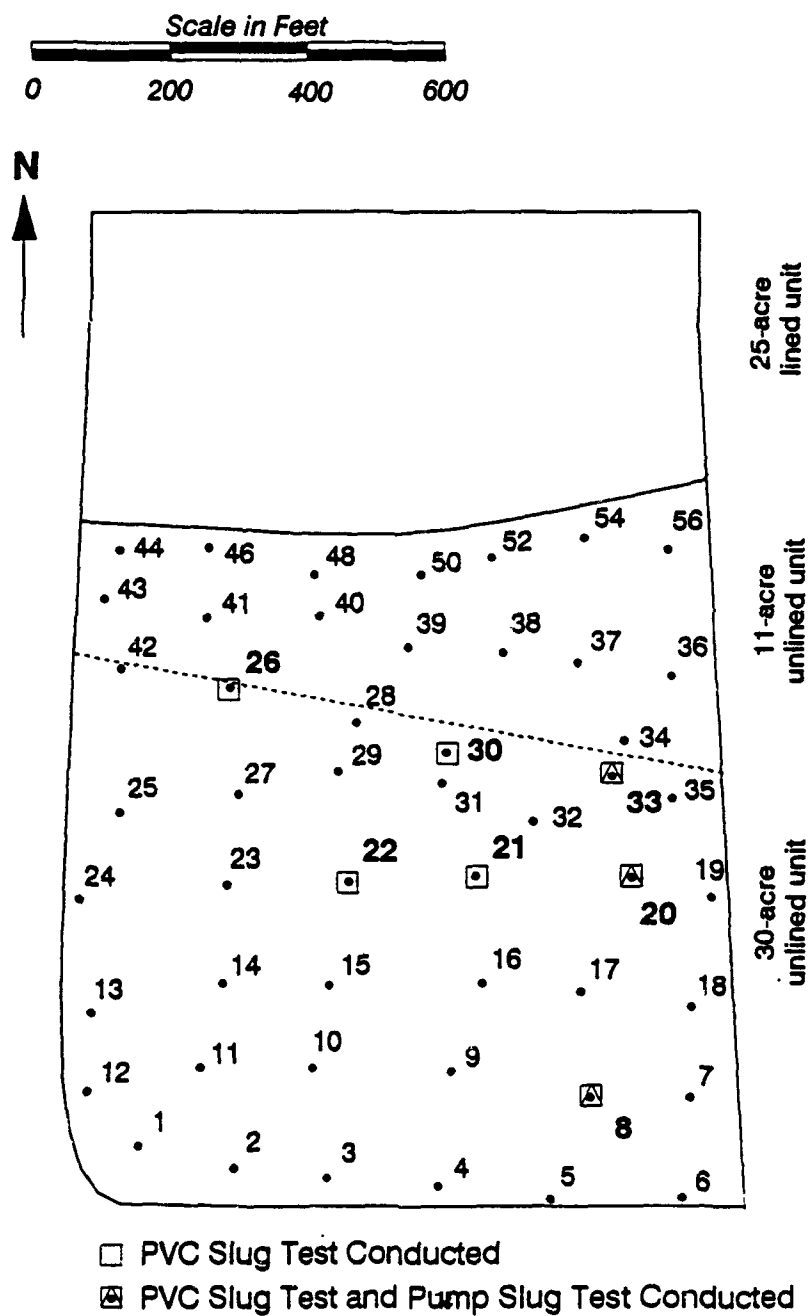 Scale in Feet
0 200 400 600
N
25-acre
lined unit
44 46 48 50 52 54 56
43 41 40 39 38 37 36
11-acre
unlined unit
42 26 28 30 34
25 27 29 31 32 33 35
24 23 22 21 20 19
30-acre
unlined unit
13 14 15 16 17 18
12 11 10 9 8 7
1 2 3 4 5 6
PVC Slug Test Conducted
PVC Slug Test and Pump Slug Test Conducted